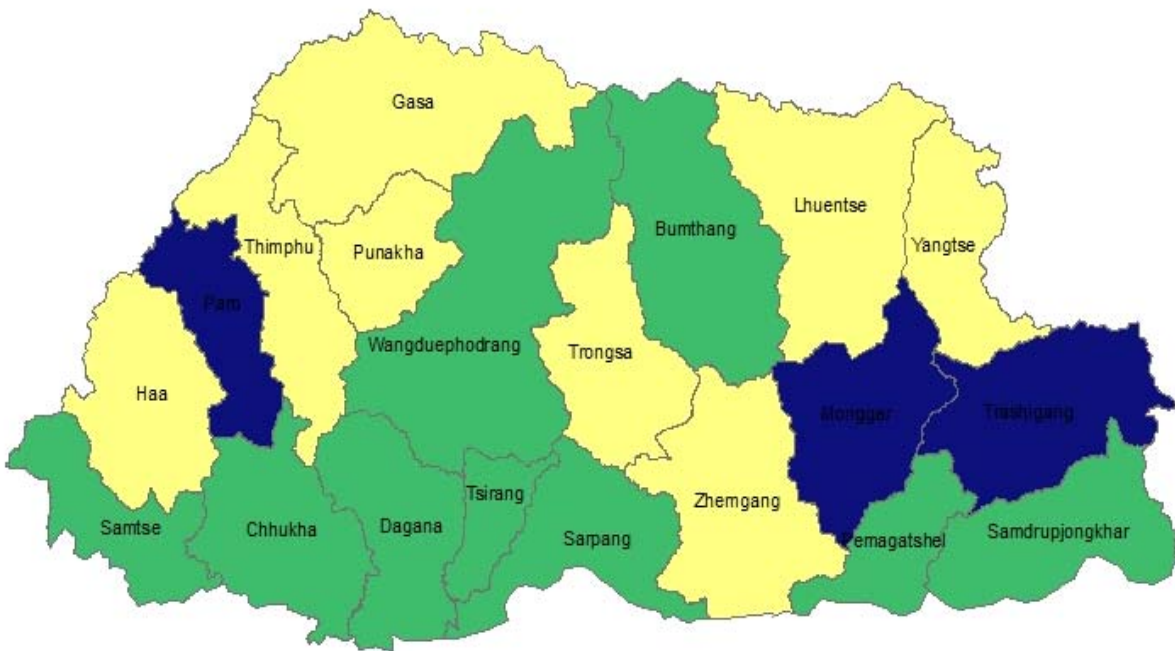 Gasa
Lhuentse
Bumthang
Thimphu
Punakha
Yangtse
Paro
Wangduephodrang
Trongsa
Haa
Monggar
Trashigang
Tsirang
Zhemgang
Samtse
Chhukha
Dagana
Sarpang
Pemagatshel
Samdrupjongkhar